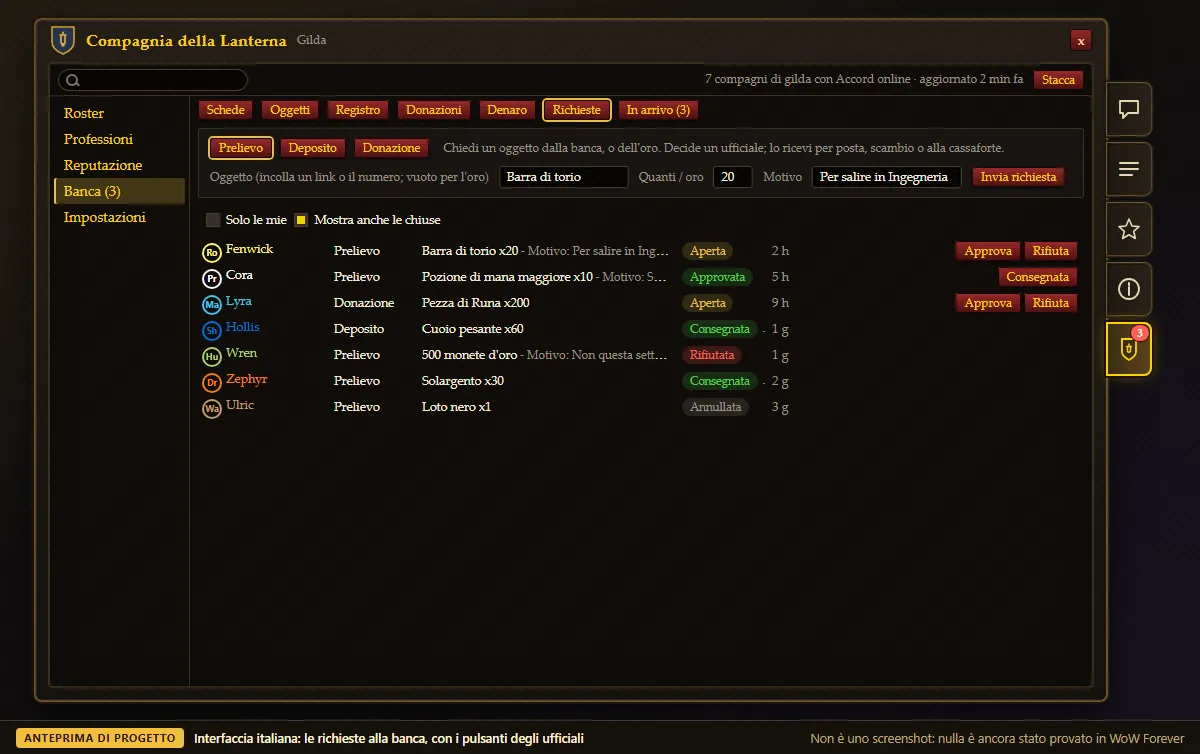 Compagnia della Lanterna Gilda x
7 compagni di gilda con Accord online · aggiornato 2 min fa Stacca
Roster
Professioni
Reputazione
Banca (3)
Impostazioni
Schede Oggetti Registro Donazioni Denaro Richieste In arrivo (3)
Prelievo Deposito Donazione Chiedi un oggetto dalla banca, o dell'oro. Decide un ufficiale; lo ricevi per posta, scambio o alla cassaforte.
Oggetto (incolla un link o il numero; vuoto per l'oro) Barra di torio Quanti / oro 20 Motivo Per salire in Ingegneria Invia richiesta
Solo le mie Mostra anche le chiuse
Ro Fenwick Prelievo Barra di torio x20 - Motivo: Per salire in Ing... Aperta 2 h Approva Rifiuta
Pr Cora Prelievo Pozione di mana maggiore x10 - Motivo: S... Approvata 5 h Consegnata
Ma Lyra Donazione Pezza di Runa x200 Aperta 9 h Approva Rifiuta
Sh Hollis Deposito Cuoio pesante x60 Consegnata . 1 g
Hu Wren Prelievo 500 monete d'oro - Motivo: Non questa sett... Rifiutata 1 g
Dr Zephyr Prelievo Solargento x30 Consegnata . 2 g
Wa Ulric Prelievo Loto nero x1 Annullata 3 g
3
ANTEPRIMA DI PROGETTO Interfaccia italiana: le richieste alla banca, con i pulsanti degli ufficiali Non è uno screenshot: nulla è ancora stato provato in WoW Forever